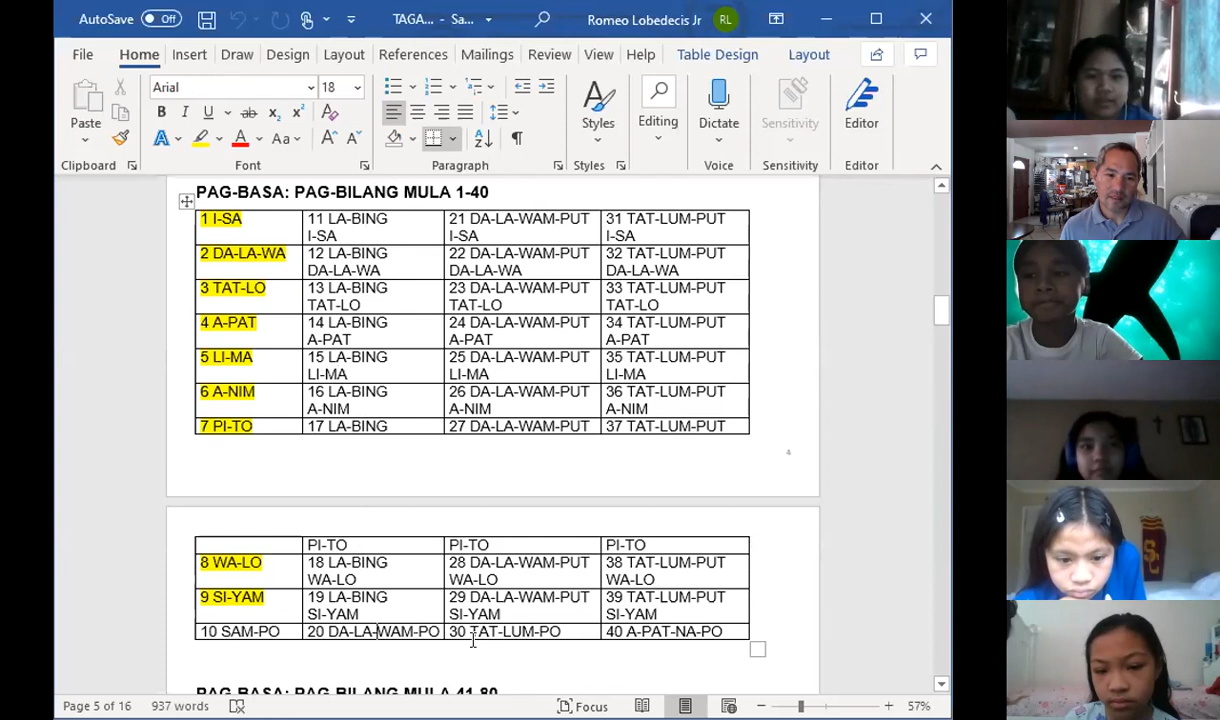 AutoSave Off TAGA... - Sa... Romeo Lobedecis Jr RL
File Home Insert Draw Design Layout References Mailings Review View Help Table Design Layout
Arial 18
Paste Styles Editing Dictate Sensitivity Editor
Clipboard Font Paragraph Styles Voice Sensitivity Editor
PAG-BASA: PAG-BILANG MULA 1-40
1 I-SA 11 LA-BING 21 DA-LA-WAM-PUT 31 TAT-LUM-PUT
I-SA I-SA I-SA
2 DA-LA-WA 12 LA-BING 22 DA-LA-WAM-PUT 32 TAT-LUM-PUT
DA-LA-WA DA-LA-WA DA-LA-WA
3 TAT-LO 13 LA-BING 23 DA-LA-WAM-PUT 33 TAT-LUM-PUT
TAT-LO TAT-LO TAT-LO
4 A-PAT 14 LA-BING 24 DA-LA-WAM-PUT 34 TAT-LUM-PUT
A-PAT A-PAT A-PAT
5 LI-MA 15 LA-BING 25 DA-LA-WAM-PUT 35 TAT-LUM-PUT
LI-MA LI-MA LI-MA
6 A-NIM 16 LA-BING 26 DA-LA-WAM-PUT 36 TAT-LUM-PUT
A-NIM A-NIM A-NIM
7 PI-TO 17 LA-BING 27 DA-LA-WAM-PUT 37 TAT-LUM-PUT
4
PI-TO PI-TO PI-TO
8 WA-LO 18 LA-BING 28 DA-LA-WAM-PUT 38 TAT-LUM-PUT
WA-LO WA-LO WA-LO
9 SI-YAM 19 LA-BING 29 DA-LA-WAM-PUT 39 TAT-LUM-PUT
SI-YAM SI-YAM SI-YAM
10 SAM-PO 20 DA-LA-WAM-PO 30 TAT-LUM-PO 40 A-PAT-NA-PO
PAG-BASA: PAG-BILANG MULA 41-80
Page 5 of 16 937 words Focus 57%
SC